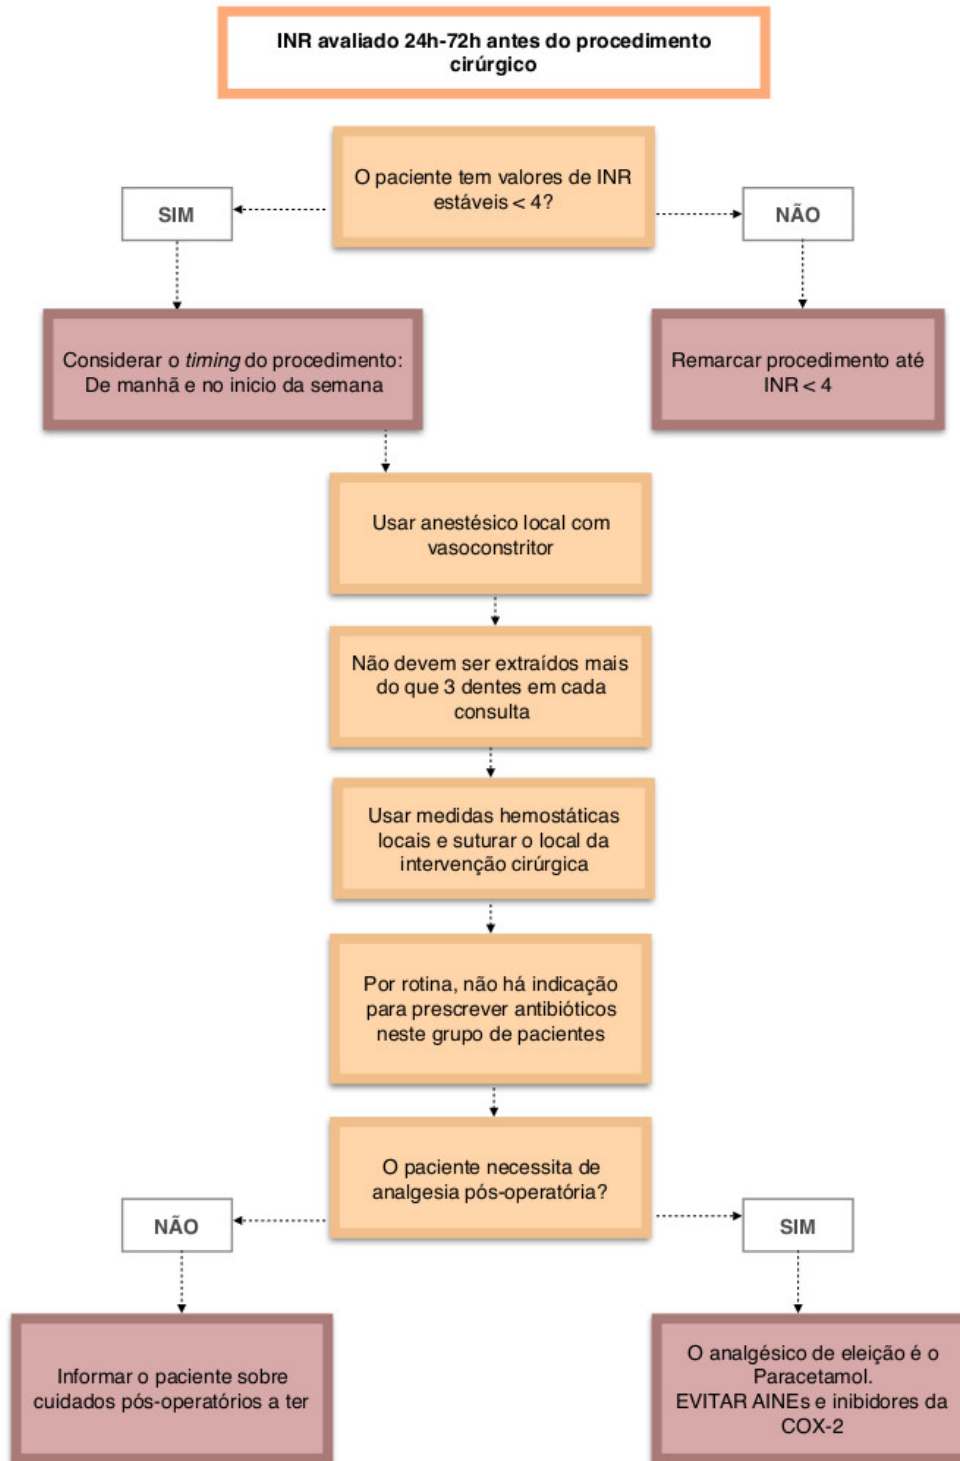 INR avaliado 24h-72h antes do procedimento
cirúrgico
O paciente tem valores de INR
estáveis < 4?
SIM
NÃO
Considerar o timing do procedimento:
De manhã e no inicio da semana
Remarcar procedimento até
INR < 4
Usar anestésico local com
vasoconstritor
Não devem ser extraídos mais
do que 3 dentes em cada
consulta
Usar medidas hemostáticas
locais e suturar o local da
intervenção cirúrgica
Por rotina, não há indicação
para prescrever antibióticos
neste grupo de pacientes
O paciente necessita de
analgesia pós-operatória?
NÃO
SIM
Informar o paciente sobre
cuidados pós-operatórios a ter
O analgésico de eleição é o
Paracetamol.
EVITAR AINEs e inibidores da
COX-2